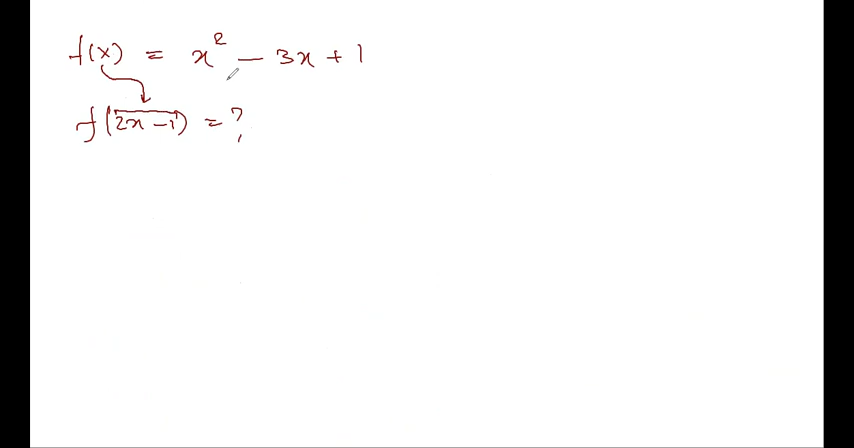 f(x) = x² - 3x + 1
f(2x - 1) = ?